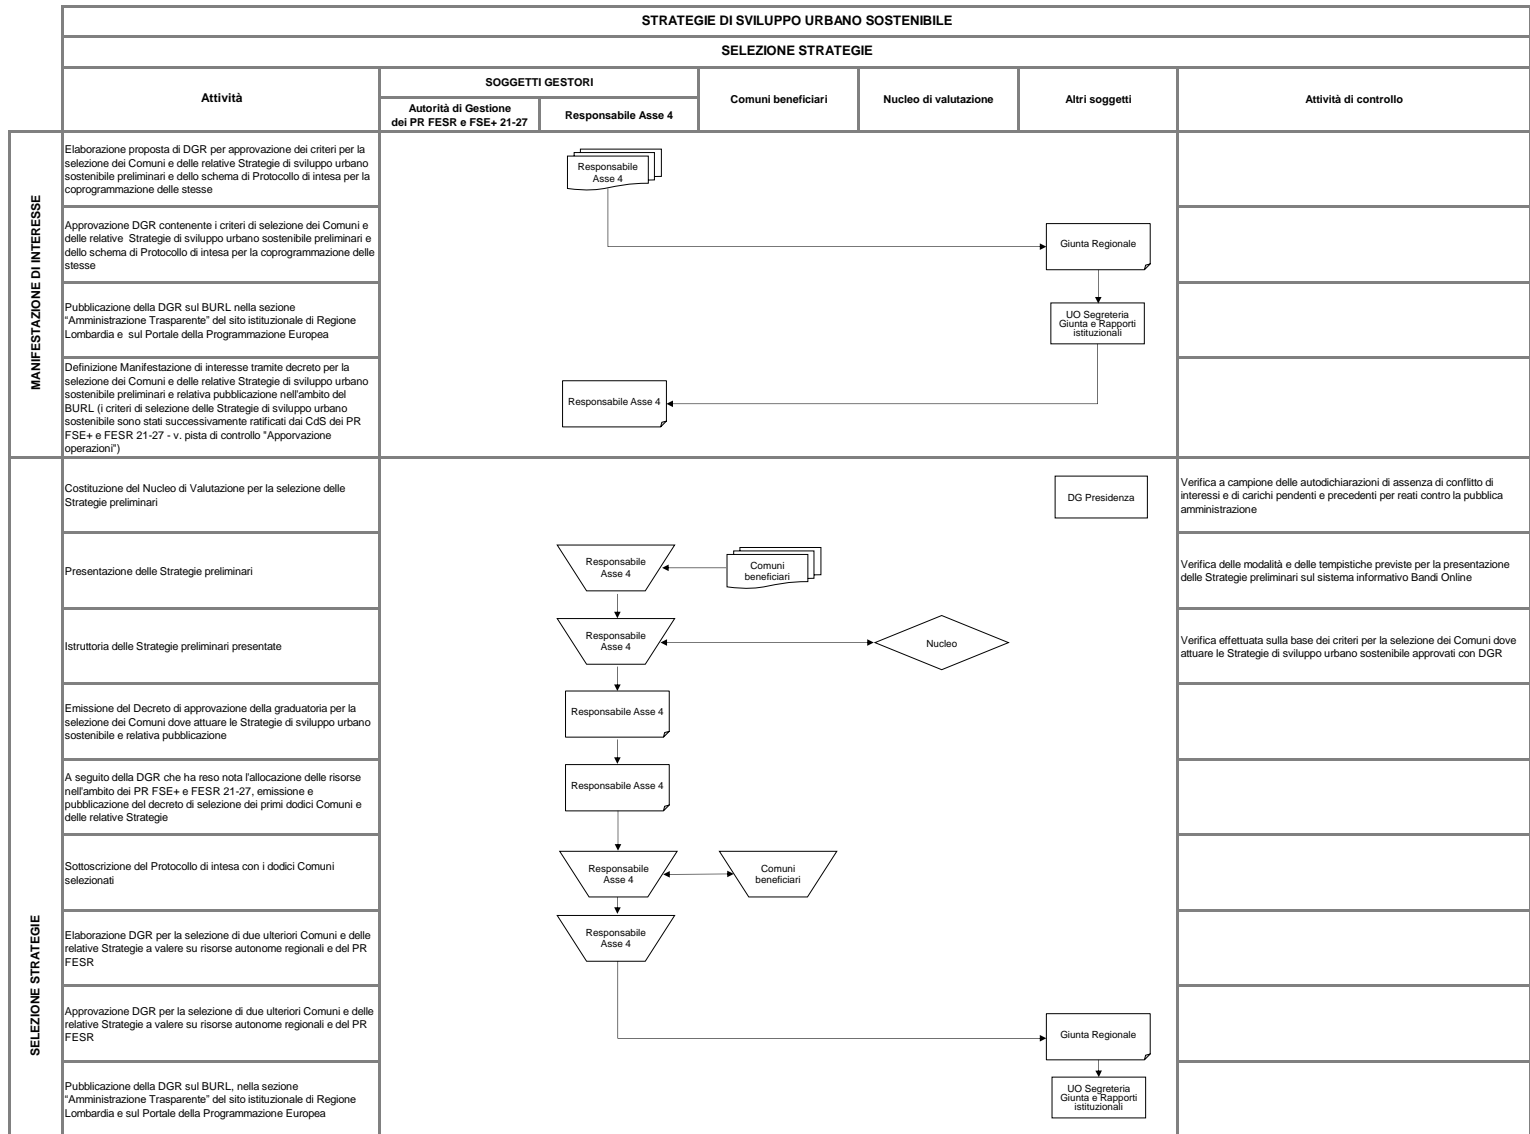 STRATEGIE DI SVILUPPO URBANO SOSTENIBILE
SELEZIONE STRATEGIE
Attività
SOGGETTI GESTORI
Autorità di Gestione
dei PR FESR e FSE+ 21-27
Responsabile Asse 4
Comuni beneficiari
Nucleo di valutazione
Altri soggetti
Attività di controllo
MANIFESTAZIONE DI INTERESSE
Elaborazione proposta di DGR per approvazione dei criteri per la
selezione dei Comuni e delle relative Strategie di sviluppo urbano
sostenibile preliminari e dello schema di Protocollo di intesa per la
coprogrammazione delle stesse
Responsabile
Asse 4
Approvazione DGR contenente i criteri di selezione dei Comuni e
delle relative Strategie di sviluppo urbano sostenibile preliminari e
dello schema di Protocollo di intesa per la coprogrammazione delle
stesse
Giunta Regionale
Pubblicazione della DGR sul BURL nella sezione
“Amministrazione Trasparente” del sito istituzionale di Regione
Lombardia e sul Portale della Programmazione Europea
UO Segreteria
Giunta e Rapporti
istituzionali
Definizione Manifestazione di interesse tramite decreto per la
selezione dei Comuni e delle relative Strategie di sviluppo urbano
sostenibile preliminari e relativa pubblicazione nell'ambito del
BURL (i criteri di selezione delle Strategie di sviluppo urbano
sostenibile sono stati successivamente ratificati dai CdS dei PR
FSE+ e FESR 21-27 - v. pista di controllo "Apporvazione
operazioni")
Responsabile Asse 4
SELEZIONE STRATEGIE
Costituzione del Nucleo di Valutazione per la selezione delle
Strategie preliminari
DG Presidenza
Verifica a campione delle autodichiarazioni di assenza di conflitto di
interessi e di carichi pendenti e precedenti per reati contro la pubblica
amministrazione
Presentazione delle Strategie preliminari
Responsabile
Asse 4
Comuni
beneficiari
Verifica delle modalità e delle tempistiche previste per la presentazione
delle Strategie preliminari sul sistema informativo Bandi Online
Istruttoria delle Strategie preliminari presentate
Responsabile
Asse 4
Nucleo
Verifica effettuata sulla base dei criteri per la selezione dei Comuni dove
attuare le Strategie di sviluppo urbano sostenibile approvati con DGR
Emissione del Decreto di approvazione della graduatoria per la
selezione dei Comuni dove attuare le Strategie di sviluppo urbano
sostenibile e relativa pubblicazione
Responsabile Asse 4
A seguito della DGR che ha reso nota l'allocazione delle risorse
nell'ambito dei PR FSE+ e FESR 21-27, emissione e
pubblicazione del decreto di selezione dei primi dodici Comuni e
delle relative Strategie
Responsabile Asse 4
Sottoscrizione del Protocollo di intesa con i dodici Comuni
selezionati
Responsabile
Asse 4
Comuni
beneficiari
Elaborazione DGR per la selezione di due ulteriori Comuni e delle
relative Strategie a valere su risorse autonome regionali e del PR
FESR
Responsabile
Asse 4
Approvazione DGR per la selezione di due ulteriori Comuni e delle
relative Strategie a valere su risorse autonome regionali e del PR
FESR
Giunta Regionale
Pubblicazione della DGR sul BURL, nella sezione
“Amministrazione Trasparente” del sito istituzionale di Regione
Lombardia e sul Portale della Programmazione Europea
UO Segreteria
Giunta e Rapporti
istituzionali